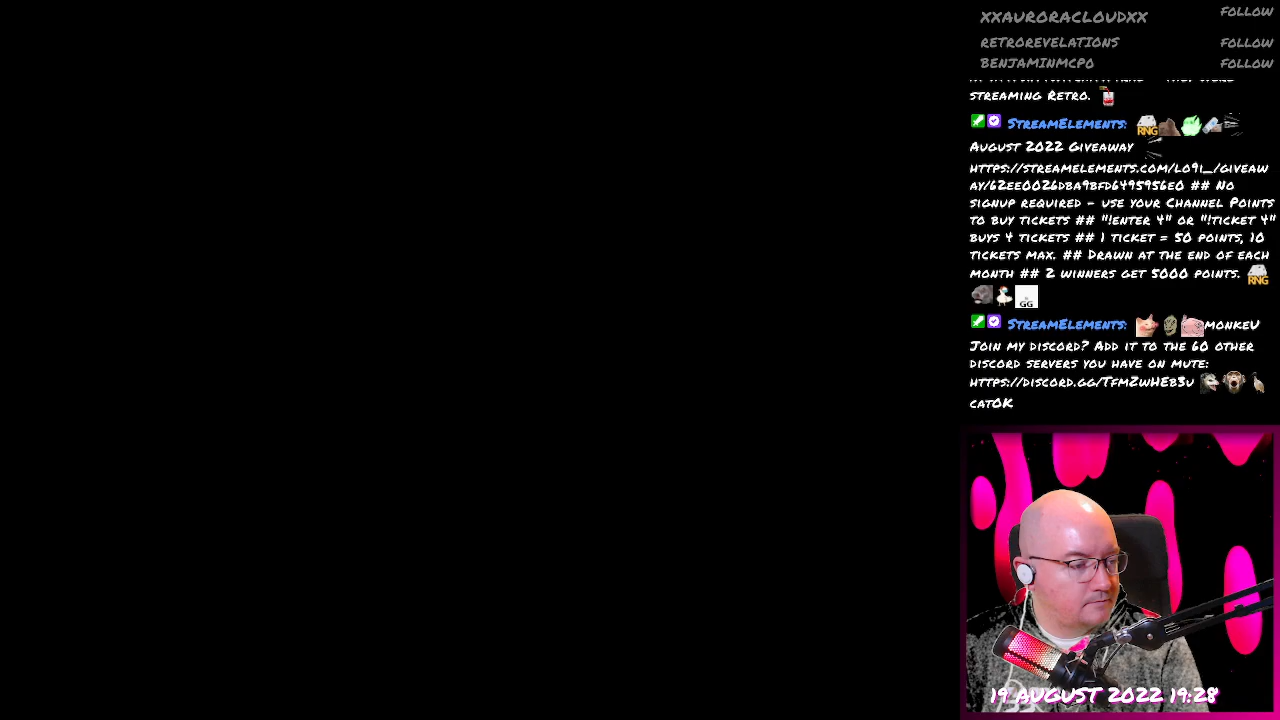 XXAURORACLOUDXX FOLLOW
RETROREVELATIONS FOLLOW
BENJAMINMCPO FOLLOW
STREAMING RETRO.
STREAMELEMENTS: RNG
AUGUST 2022 GIVEAWAY
HTTPS://STREAMELEMENTS.COM/LO9I_/GIVEAW
AY/62EE0026DBA9BFD6495956E0 ## NO
SIGNUP REQUIRED - USE YOUR CHANNEL POINTS
TO BUY TICKETS ## "!ENTER 4" OR "!TICKET 4"
BUYS 4 TICKETS ## 1 TICKET = 50 POINTS, 10
TICKETS MAX. ## DRAWN AT THE END OF EACH
MONTH ## 2 WINNERS GET 5000 POINTS. RNG
GG
STREAMELEMENTS: MONKEU
JOIN MY DISCORD? ADD IT TO THE 60 OTHER
DISCORD SERVERS YOU HAVE ON MUTE:
HTTPS://DISCORD.GG/TFMZWHEB3U
CATOK
19 AUGUST 2022 19:28